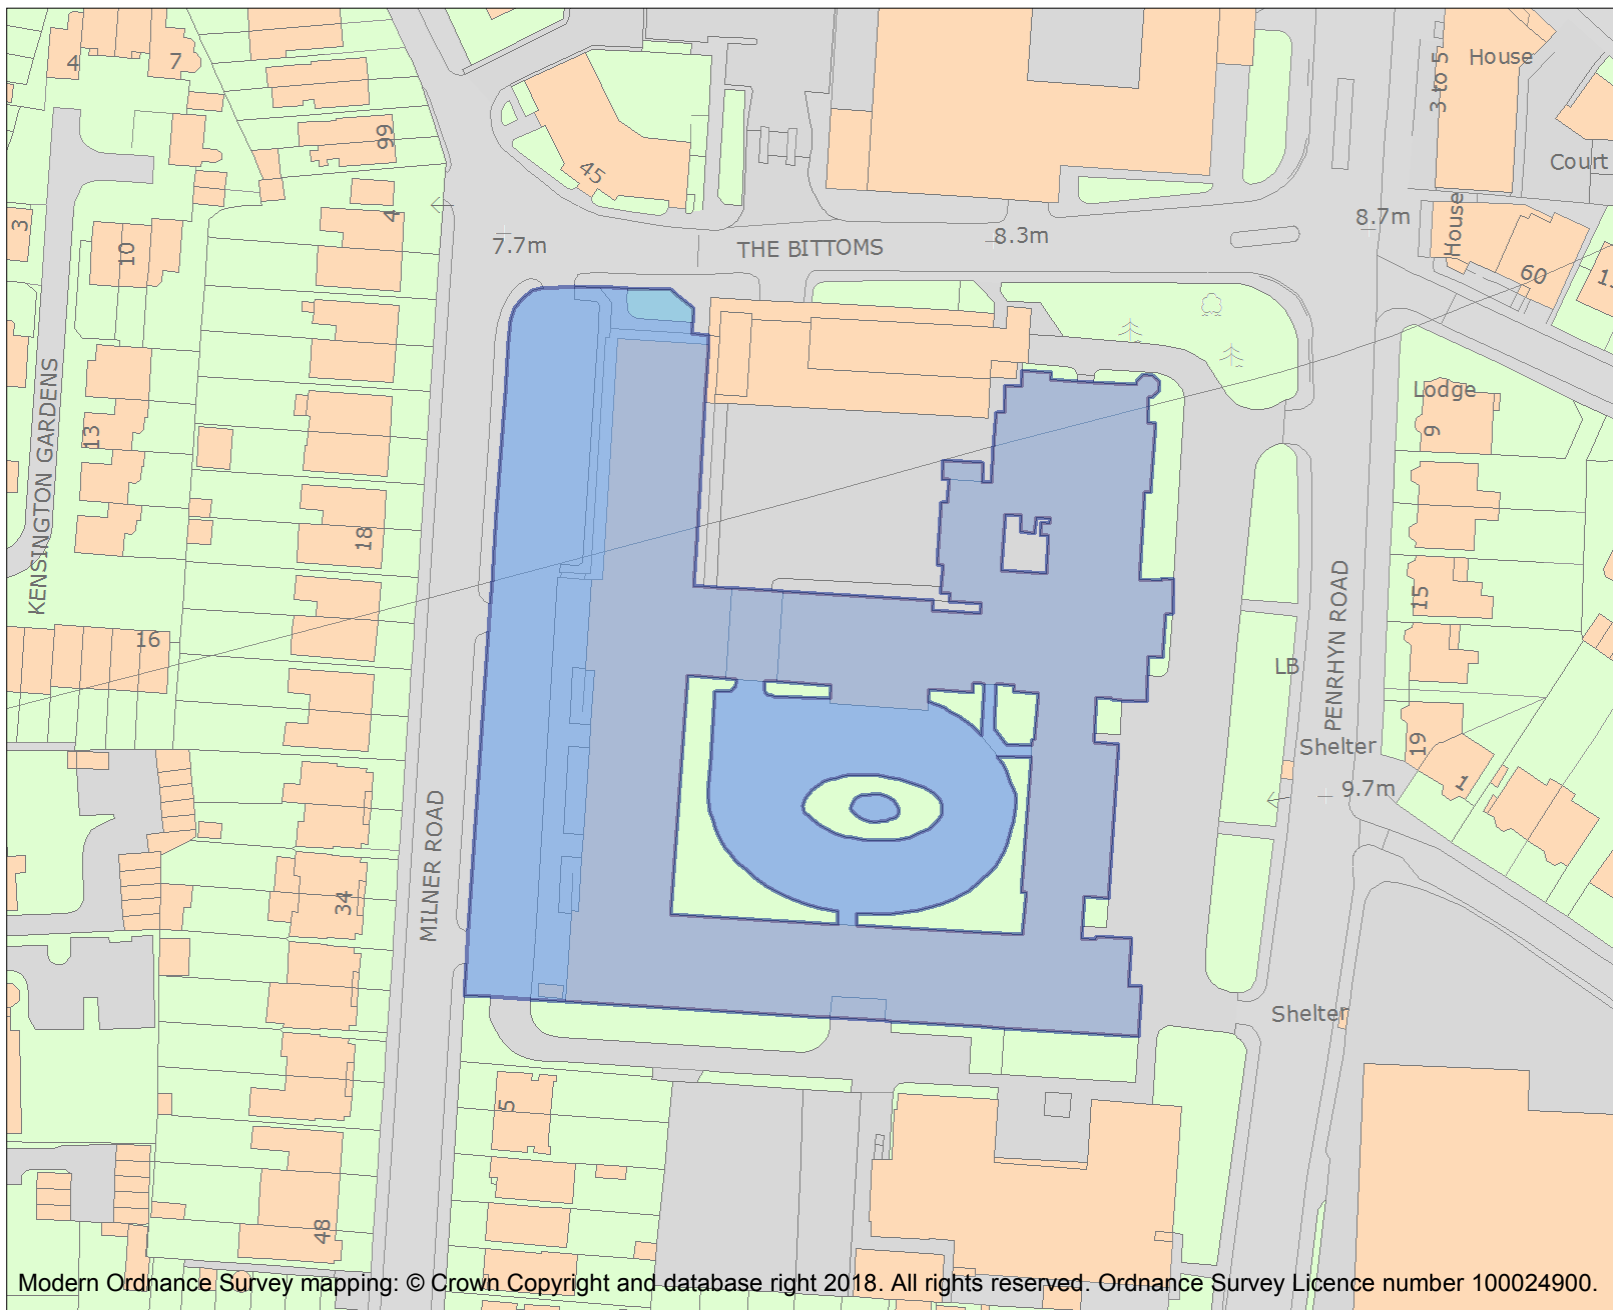 4
7
99
3 to 5
House
Court
45
3
10
4
7.7m
THE BITTOMS
8.3m
8.7m
House
60
KENSINGTON GARDENS
13
18
16
Lodge
9
15
LB
PENRHYN ROAD
Shelter
19
1
9.7m
MILNER ROAD
34
Shelter
5
48
Modern Ordnance Survey mapping: © Crown Copyright and database right 2018. All rights reserved. Ordnance Survey Licence number 100024900.